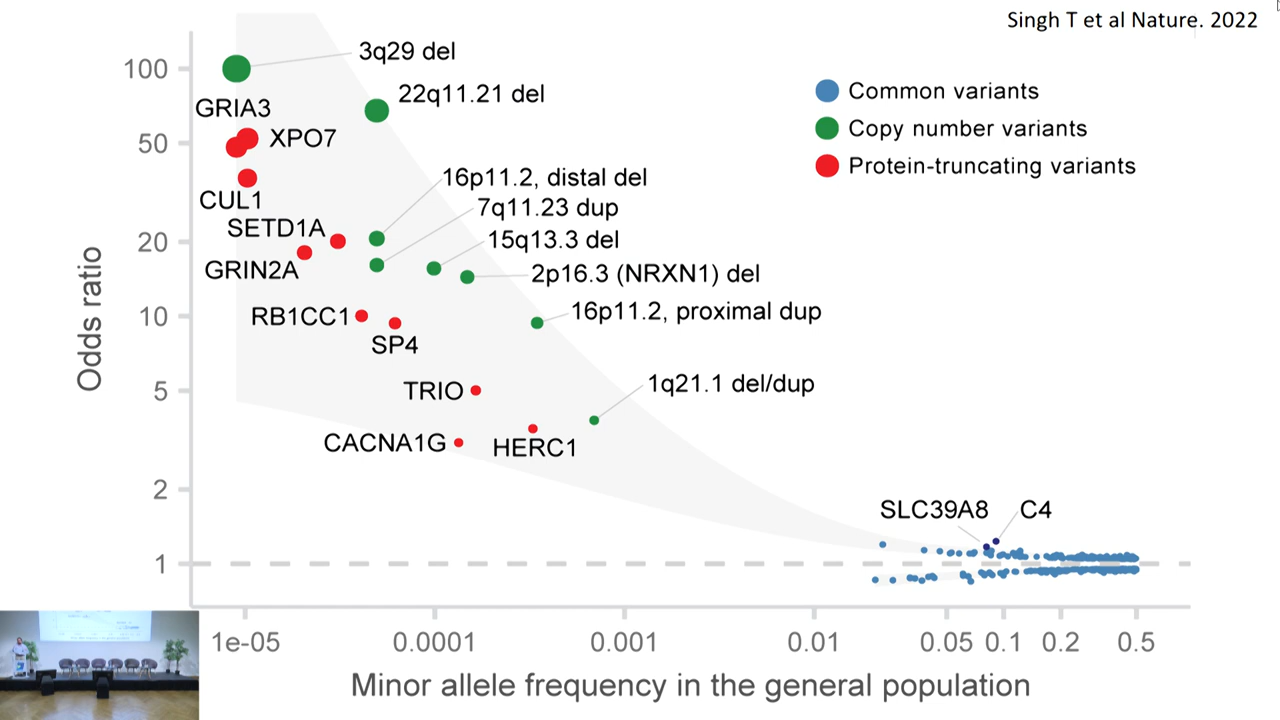 Singh T et al Nature. 2022
100
50
20
10
5
2
1
Odds ratio
3q29 del
22q11.21 del
GRIA3
XPO7
CUL1
SETD1A
GRIN2A
16p11.2, distal del
7q11.23 dup
15q13.3 del
2p16.3 (NRXN1) del
16p11.2, proximal dup
RB1CC1
SP4
TRIO
1q21.1 del/dup
CACNA1G
HERC1
SLC39A8
C4
Common variants
Copy number variants
Protein-truncating variants
1e-05
0.0001
0.001
0.01
0.05
0.1
0.2
0.5
Minor allele frequency in the general population